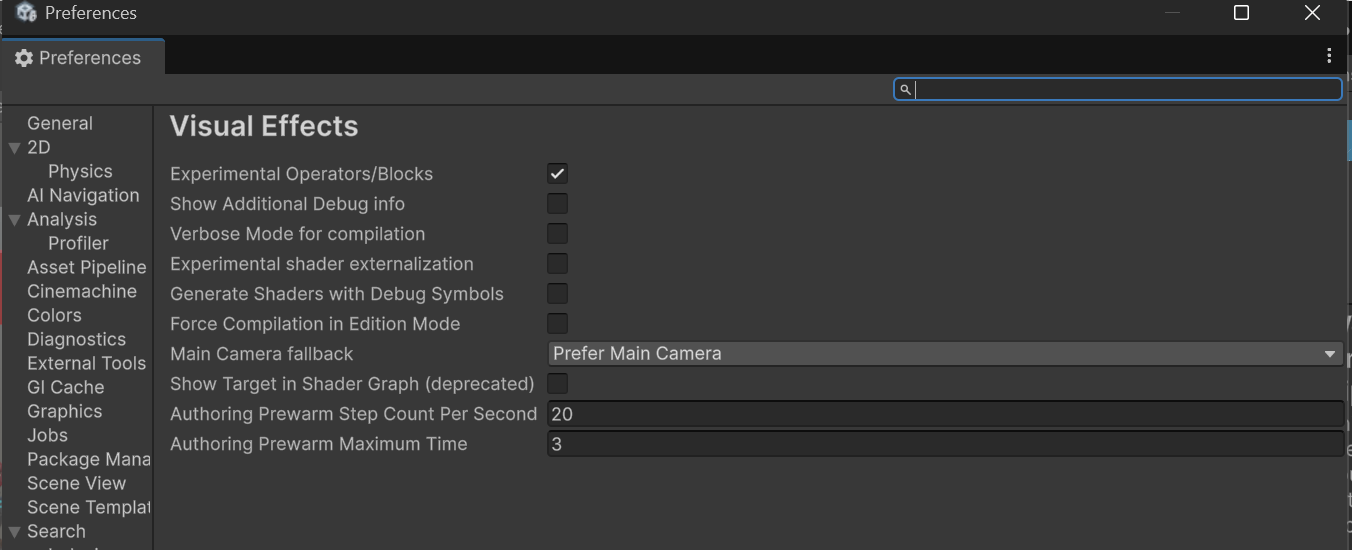 Preferences
Preferences
General
2D
Physics
AI Navigation
Analysis
Profiler
Asset Pipeline
Cinemachine
Colors
Diagnostics
External Tools
GI Cache
Graphics
Jobs
Package Mana
Scene View
Scene Templat
Search
Visual Effects
Experimental Operators/Blocks
Show Additional Debug info
Verbose Mode for compilation
Experimental shader externalization
Generate Shaders with Debug Symbols
Force Compilation in Edition Mode
Main Camera fallback Prefer Main Camera
Show Target in Shader Graph (deprecated)
Authoring Prewarm Step Count Per Second 20
Authoring Prewarm Maximum Time 3